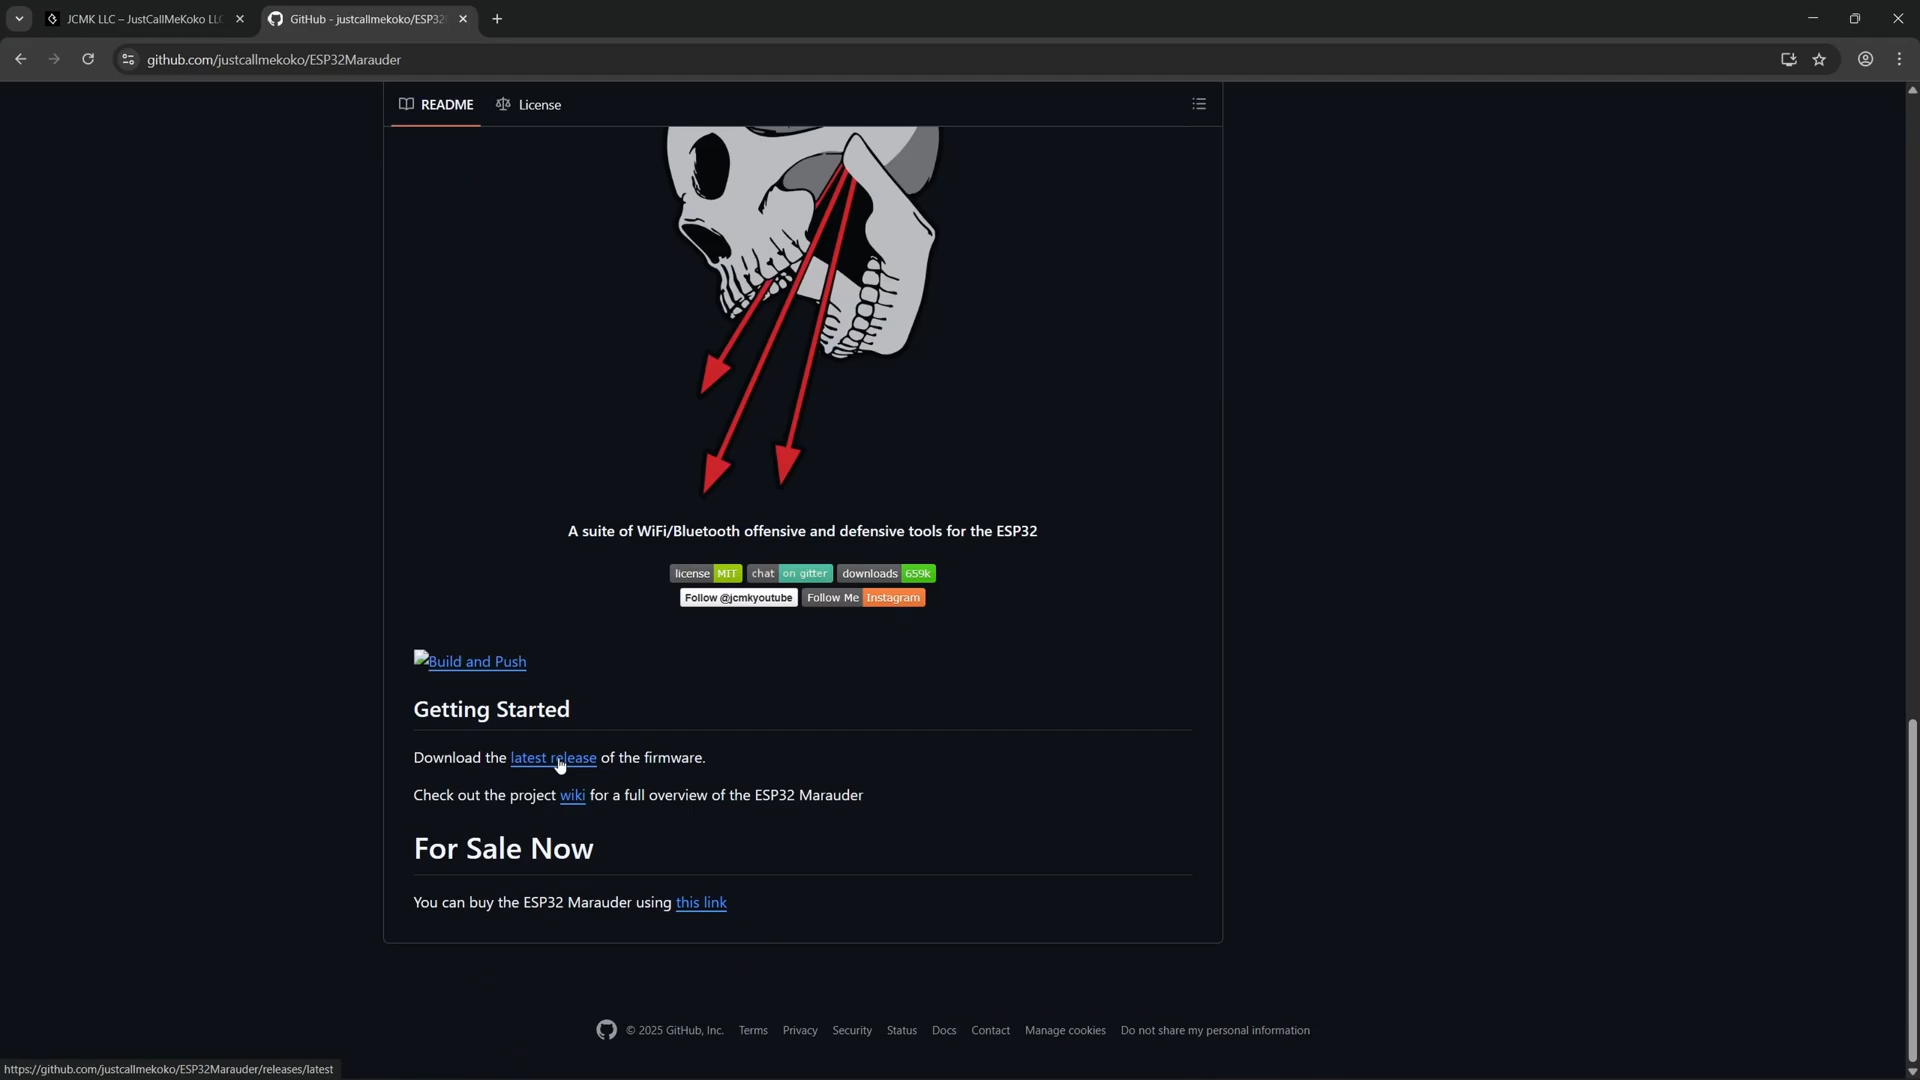 JCMK LLC – JustCallMeKoko LLC
GitHub - justcallmekoko/ESP32
github.com/justcallmekoko/ESP32Marauder
README
License
A suite of WiFi/Bluetooth offensive and defensive tools for the ESP32
license MIT chat on gitter downloads 659k
Follow @jcmkyoutube Follow Me Instagram
Build and Push
Getting Started
Download the latest release of the firmware.
Check out the project wiki for a full overview of the ESP32 Marauder
For Sale Now
You can buy the ESP32 Marauder using this link
© 2025 GitHub, Inc. Terms Privacy Security Status Docs Contact Manage cookies Do not share my personal information
https://github.com/justcallmekoko/ESP32Marauder/releases/latest